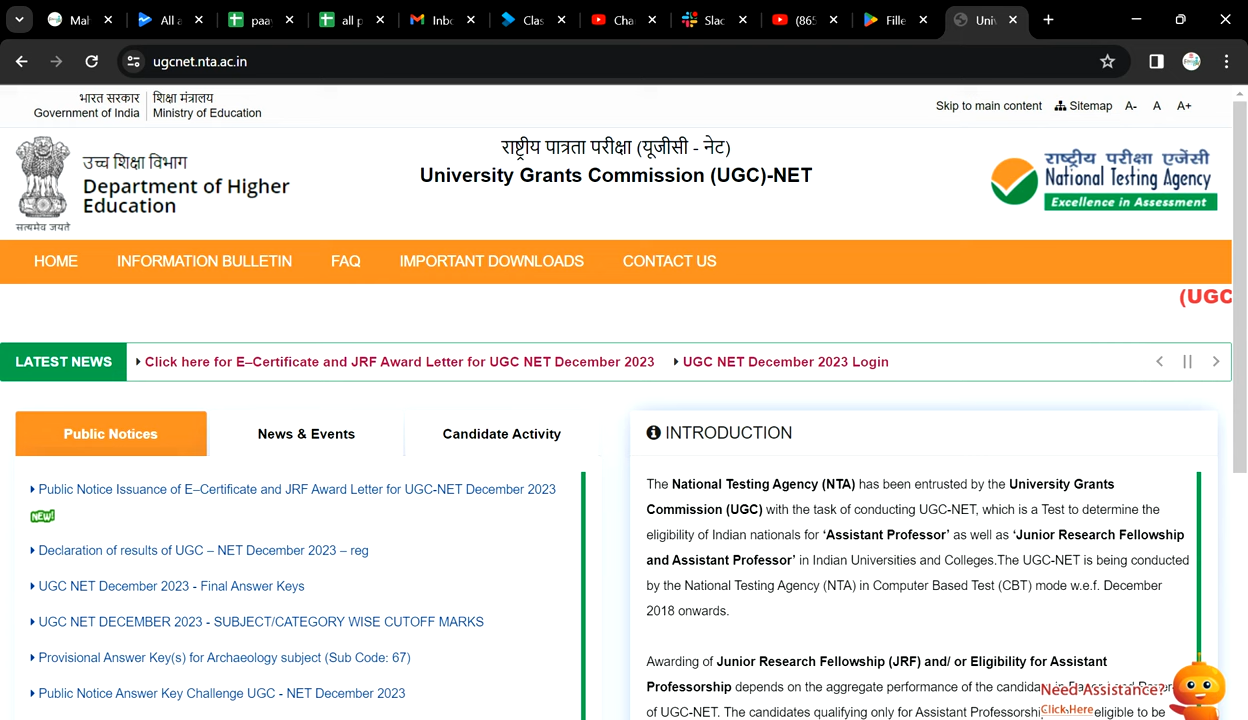 Mah
All a
paa
all p
Inbo
Clas
Cha
Slac
(865
Fille
Univ
ugcnet.nta.ac.in
भारत सरकार
Government of India
शिक्षा मंत्रालय
Ministry of Education
Skip to main content
Sitemap
A-
A
A+
सत्यमेव जयते
उच्च शिक्षा विभाग
Department of Higher
Education
राष्ट्रीय पात्रता परीक्षा (यूजीसी - नेट)
University Grants Commission (UGC)-NET
राष्ट्रीय परीक्षा एजेंसी
National Testing Agency
Excellence in Assessment
HOME
INFORMATION BULLETIN
FAQ
IMPORTANT DOWNLOADS
CONTACT US
(UGC
LATEST NEWS
Click here for E–Certificate and JRF Award Letter for UGC NET December 2023
UGC NET December 2023 Login
Public Notices
News & Events
Candidate Activity
Public Notice Issuance of E–Certificate and JRF Award Letter for UGC-NET December 2023
NEW!
Declaration of results of UGC – NET December 2023 – reg
UGC NET December 2023 - Final Answer Keys
UGC NET DECEMBER 2023 - SUBJECT/CATEGORY WISE CUTOFF MARKS
Provisional Answer Key(s) for Archaeology subject (Sub Code: 67)
Public Notice Answer Key Challenge UGC - NET December 2023
INTRODUCTION
The National Testing Agency (NTA) has been entrusted by the University Grants
Commission (UGC) with the task of conducting UGC-NET, which is a Test to determine the
eligibility of Indian nationals for ‘Assistant Professor’ as well as ‘Junior Research Fellowship
and Assistant Professor’ in Indian Universities and Colleges.The UGC-NET is being conducted
by the National Testing Agency (NTA) in Computer Based Test (CBT) mode w.e.f. December
2018 onwards.
Awarding of Junior Research Fellowship (JRF) and/ or Eligibility for Assistant
Professorship depends on the aggregate performance of the
of UGC-NET. The candidates qualifying only for Assistant Professorship eligible to be
Need Assistance?
Click Here